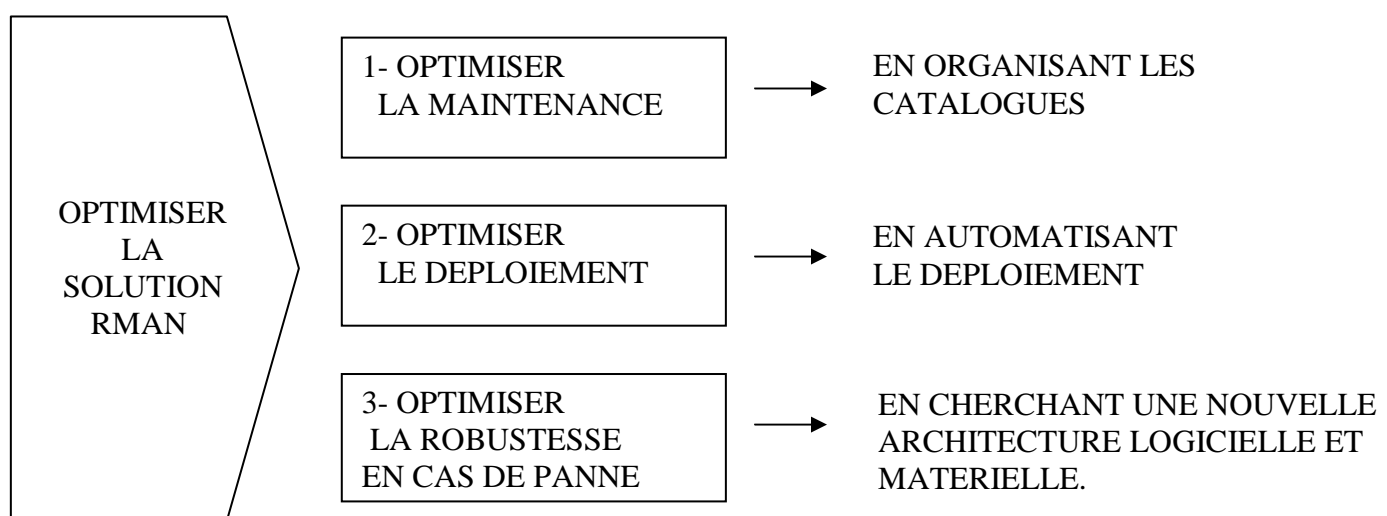 OPTIMISER
LA
SOLUTION
RMAN
1- OPTIMISER
LA MAINTENANCE
EN ORGANISANT LES
CATALOGUES
2- OPTIMISER
LE DEPLOIEMENT
EN AUTOMATISANT
LE DEPLOIEMENT
3- OPTIMISER
LA ROBUSTESSE
EN CAS DE PANNE
EN CHERCHANT UNE NOUVELLE
ARCHITECTURE LOGICIELLE ET
MATERIELLE.